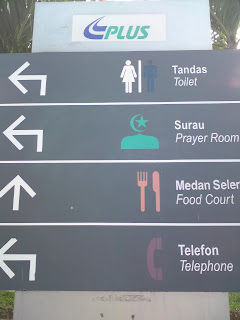 PLUS
Tandas
Toilet
Surau
Prayer Room
Medan Seler
Food Court
Telefon
Telephone